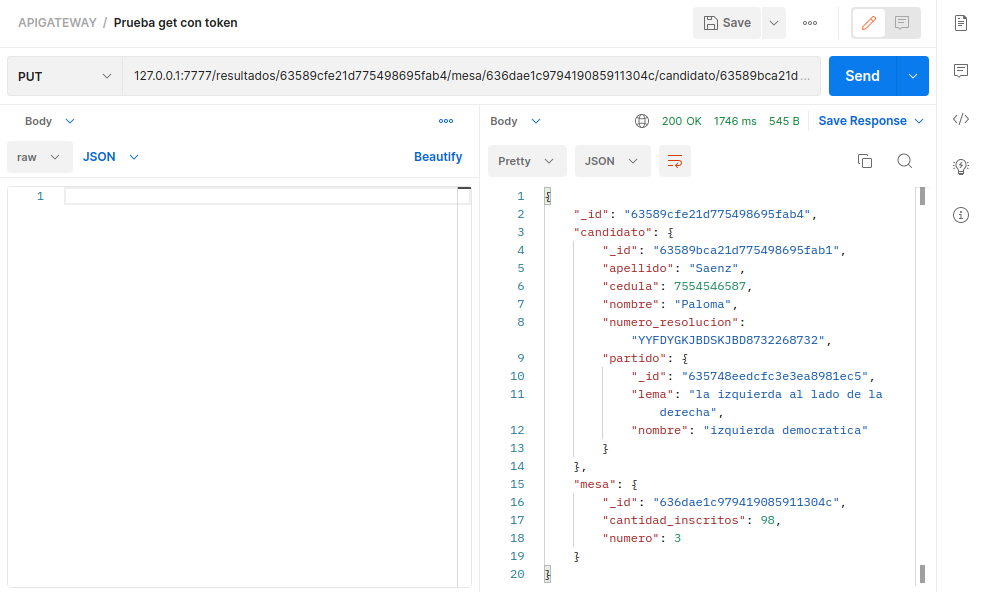 APIGATEWAY / Prueba get con token
Save
PUT
127.0.0.1:7777/resultados/63589cfe21d775498695fab4/mesa/636dae1c979419085911304c/candidato/63589bca21d...
Send
Body
raw
JSON
Beautify
1
Body
200 OK 1746 ms 545 B
Save Response
Pretty
JSON
1 {
2 "_id": "63589cfe21d775498695fab4",
3 "candidato": {
4 "_id": "63589bca21d775498695fab1",
5 "apellido": "Saenz",
6 "cedula": 7554546587,
7 "nombre": "Paloma",
8 "numero_resolucion":
"YYFDYGKJBDSKJBD8732268732",
9 "partido": {
10 "_id": "635748eedcfc3e3ea8981ec5",
11 "lema": "la izquierda al lado de la
derecha",
12 "nombre": "izquierda democratica"
13 }
14 },
15 "mesa": {
16 "_id": "636dae1c979419085911304c",
17 "cantidad_inscritos": 98,
18 "numero": 3
19 }
20 }